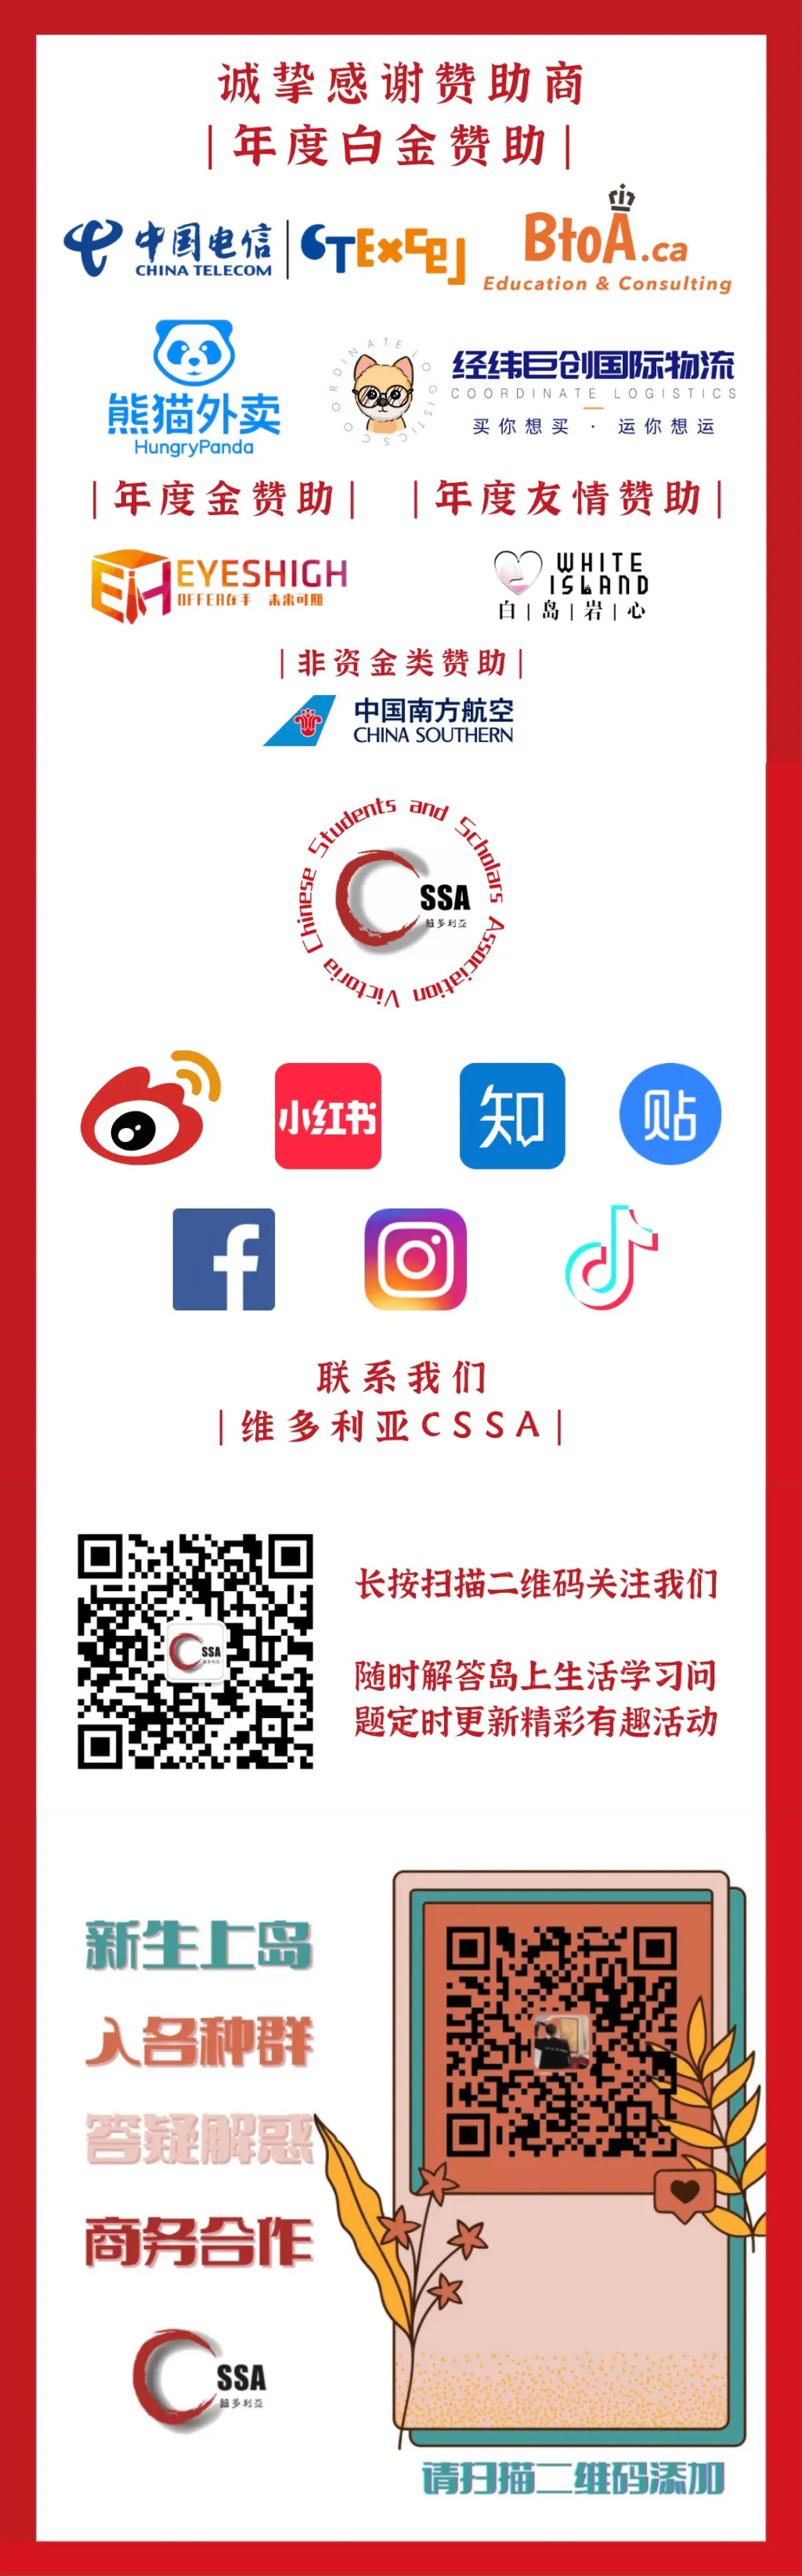 诚挚感谢赞助商
|年度白金赞助|
中国电信
CHINA TELECOM
CTExcel
BtoA.ca
Education & Consulting
熊猫外卖
HungryPanda
COORDINATE LOGISTICS
经纬巨创国际物流
COORDINATE LOGISTICS
买你想买 · 运你想运
|年度金赞助|
|年度友情赞助|
EH
EYESHIGH
OFFER在手 未来可期
WHITE
ISLAND
白|岛|岩|心
|非资金类赞助|
中国南方航空
CHINA SOUTHERN
Victoria Chinese Students and Scholars Association
CSSA
维多利亚
小红书
知
贴
f
联系我们
|维多利亚CSSA|
CSSA
维多利亚
长按扫描二维码关注我们
随时解答岛上生活学习问
题定时更新精彩有趣活动
新生上岛
入各种群
答疑解惑
商务合作
CSSA
维多利亚
请扫描二维码添加